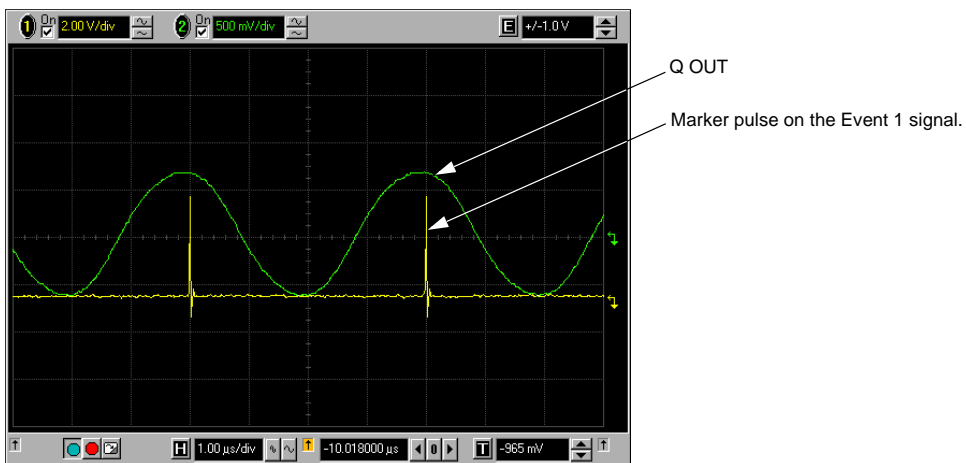 1 On 2.00 V/div 2 On 500 mV/div E +/-1.0 V
Q OUT
Marker pulse on the Event 1 signal.
H 1.00 µs/div -10.018000 µs 0 T -965 mV